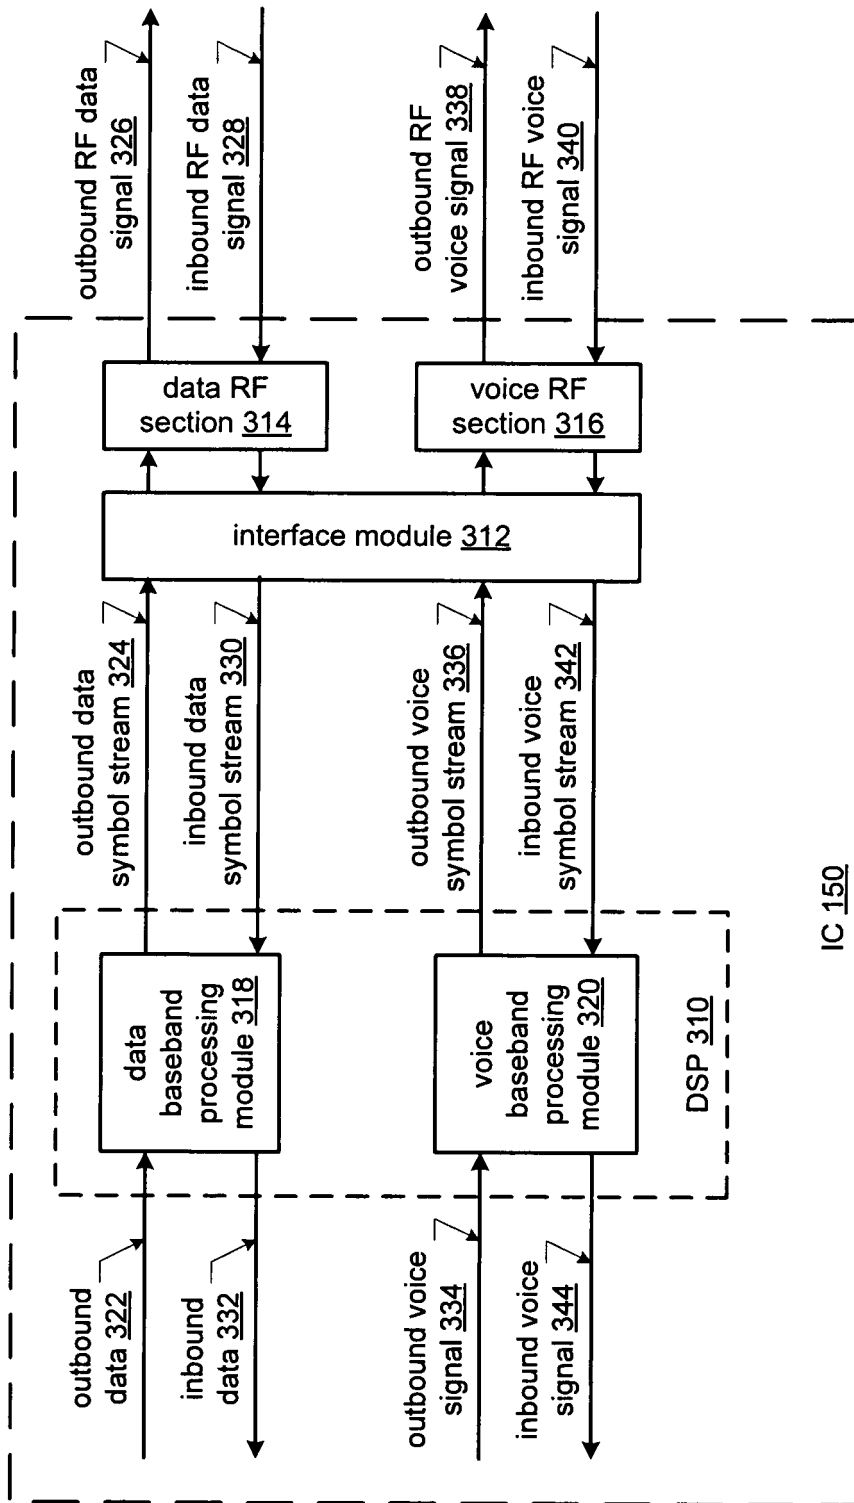 outbound RF data
signal 326
inbound RF data
signal 328
outbound RF
voice signal 338
inbound RF voice
signal 340
data RF
section 314
voice RF
section 316
interface module 312
outbound data
symbol stream 324
inbound data
symbol stream 330
outbound voice
symbol stream 336
inbound voice
symbol stream 342
data
baseband
processing
module 318
voice
baseband
processing
module 320
DSP 310
IC 150
outbound
data 322
inbound
data 332
outbound voice
signal 334
inbound voice
signal 344